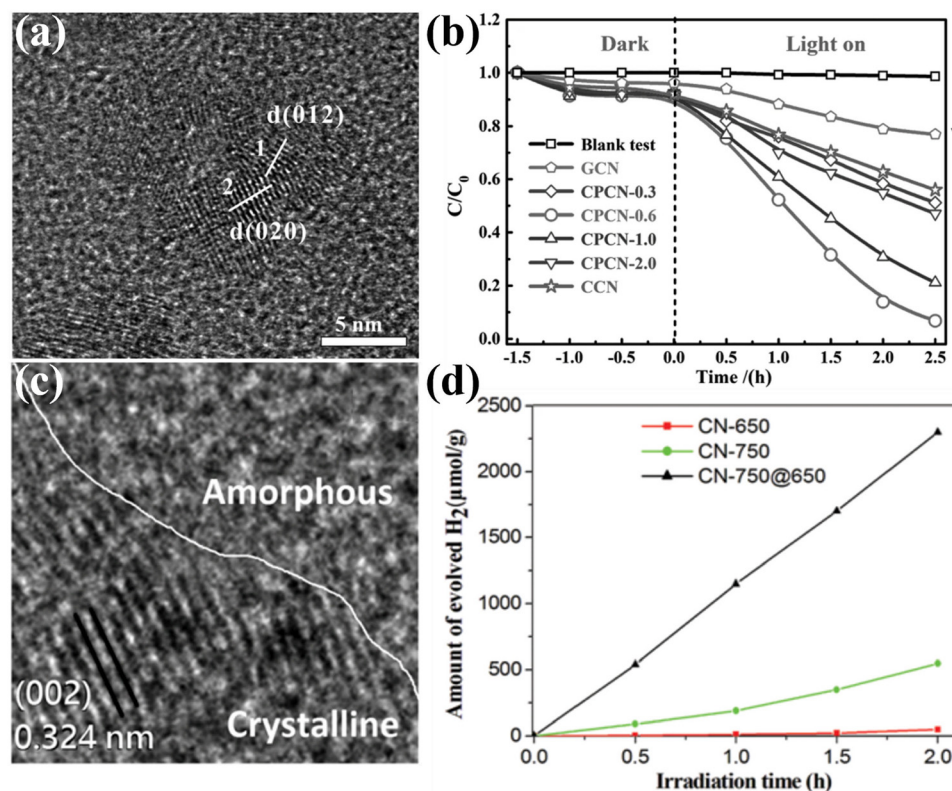 (a)
d(012)
1
2
d(020)
5 nm
(b)
Dark
Light on
C/C0
1.2
1.0
0.8
0.6
0.4
0.2
0.0
Blank test
GCN
CPCN-0.3
CPCN-0.6
CPCN-1.0
CPCN-2.0
CCN
-1.5 -1.0 -0.5 0.0 0.5 1.0 1.5 2.0 2.5
Time /(h)
(c)
Amorphous
(002)
0.324 nm
Crystalline
(d)
Amount of evolved H2(μmol/g)
2500
2000
1500
1000
500
0
CN-650
CN-750
CN-750@650
0.0 0.5 1.0 1.5 2.0
Irradiation time (h)